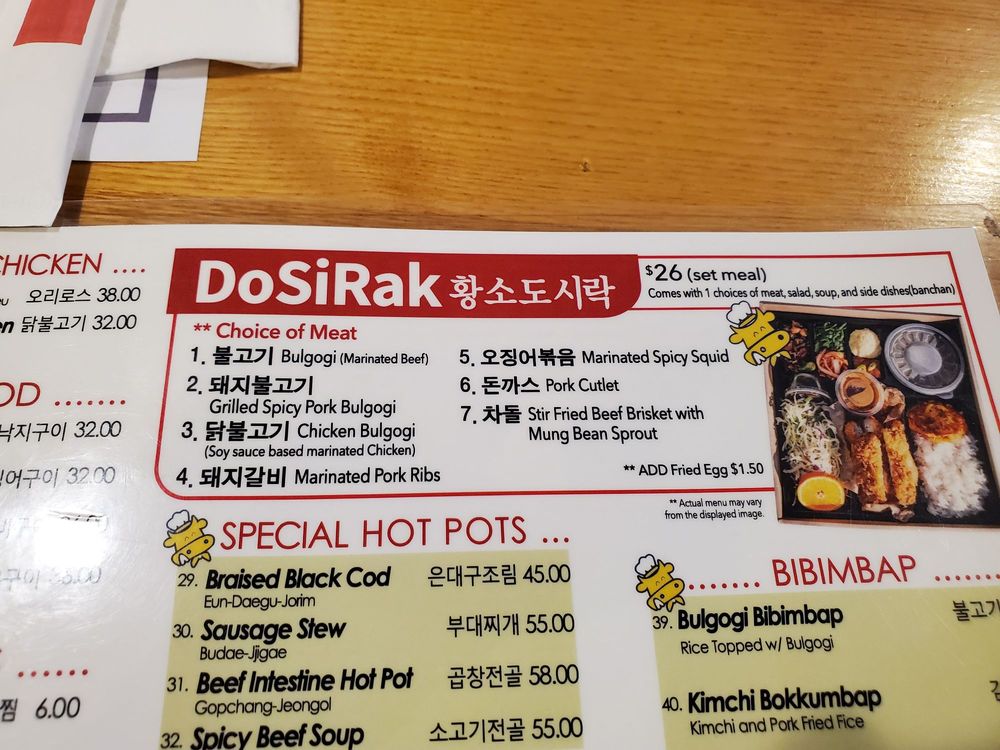 CHICKEN ....
오리로스 38.00
en 닭불고기 32.00
OD .......
낙지구이 32.00
어구이 32.00
찜 6.00
DoSiRak 황소도시락
$26 (set meal)
Comes with 1 choices of meat, salad, soup, and side dishes(banchan)
** Choice of Meat
1. 불고기 Bulgogi (Marinated Beef)
2. 돼지불고기
Grilled Spicy Pork Bulgogi
3. 닭불고기 Chicken Bulgogi
(Soy sauce based marinated Chicken)
4. 돼지갈비 Marinated Pork Ribs
5. 오징어볶음 Marinated Spicy Squid
6. 돈까스 Pork Cutlet
7. 차돌 Stir Fried Beef Brisket with
Mung Bean Sprout
** ADD Fried Egg $1.50
** Actual menu may vary
from the displayed image.
SPECIAL HOT POTS ...
29. Braised Black Cod 은대구조림 45.00
Eun-Daegu-Jorim
30. Sausage Stew 부대찌개 55.00
Budae-Jjigae
31. Beef Intestine Hot Pot 곱창전골 58.00
Gopchang-Jeongol
32. Spicy Beef Soup 소고기전골 55.00
....... BIBIMBAP .......
39. Bulgogi Bibimbap 불고기
Rice Topped w/ Bulgogi
40. Kimchi Bokkumbap
Kimchi and Pork Fried Fice